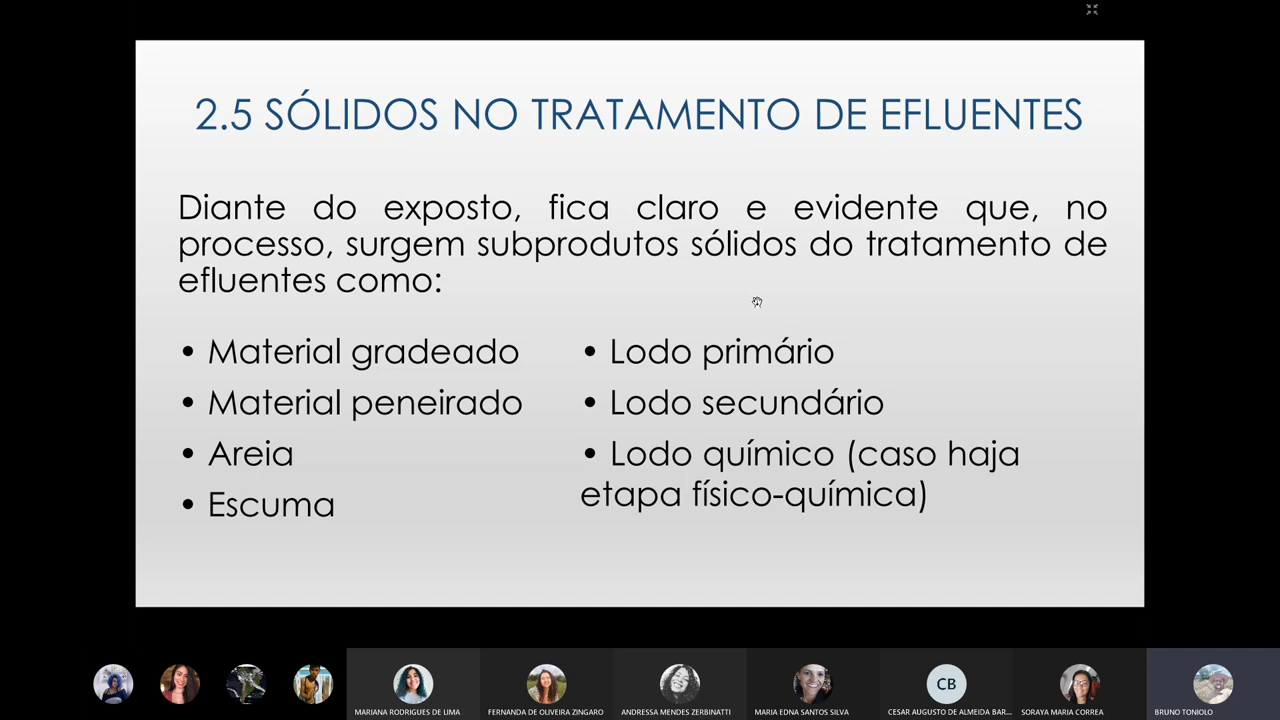 2.5 SÓLIDOS NO TRATAMENTO DE EFLUENTES
Diante do exposto, fica claro e evidente que, no
processo, surgem subprodutos sólidos do tratamento de
efluentes como:
• Material gradeado
• Material peneirado
• Areia
• Escuma
• Lodo primário
• Lodo secundário
• Lodo químico (caso haja
etapa físico-química)
MARIANA RODRIGUES DE LIMA
FERNANDA DE OLIVEIRA ZINGARO
ANDRESSA MENDES ZERBINATTI
MARIA EDNA SANTOS SILVA
CB
CESAR AUGUSTO DE ALMEIDA BAR...
SORAYA MARIA CORREA
BRUNO TONIOLO